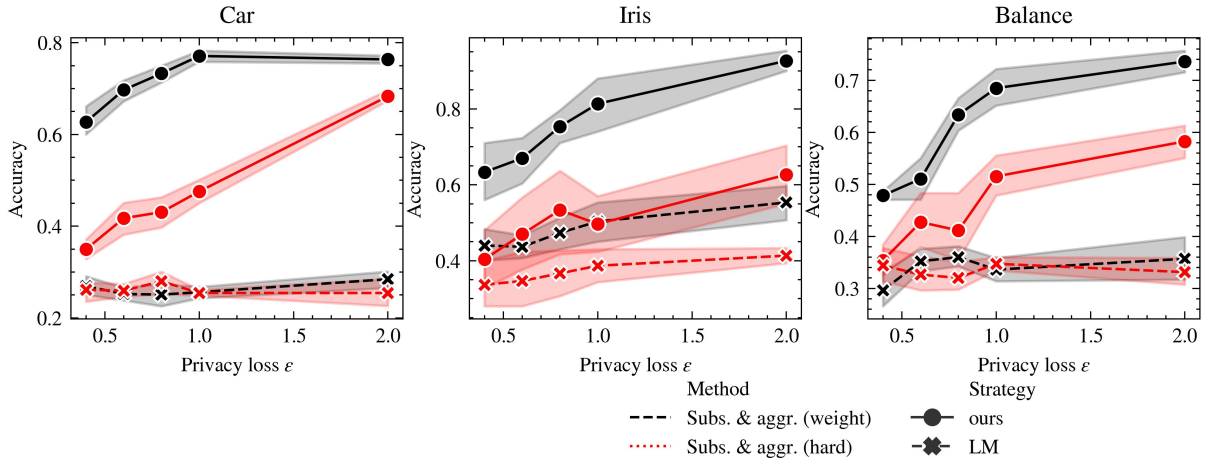 Car
Iris
Balance
Accuracy
0.8
0.6
0.4
0.2
0.5
1.0
1.5
2.0
Privacy loss ε
Accuracy
0.8
0.6
0.4
0.5
1.0
1.5
2.0
Privacy loss ε
Accuracy
0.7
0.6
0.5
0.4
0.3
0.5
1.0
1.5
2.0
Privacy loss ε
Method
Subs. & aggr. (weight)
Subs. & aggr. (hard)
Strategy
ours
LM